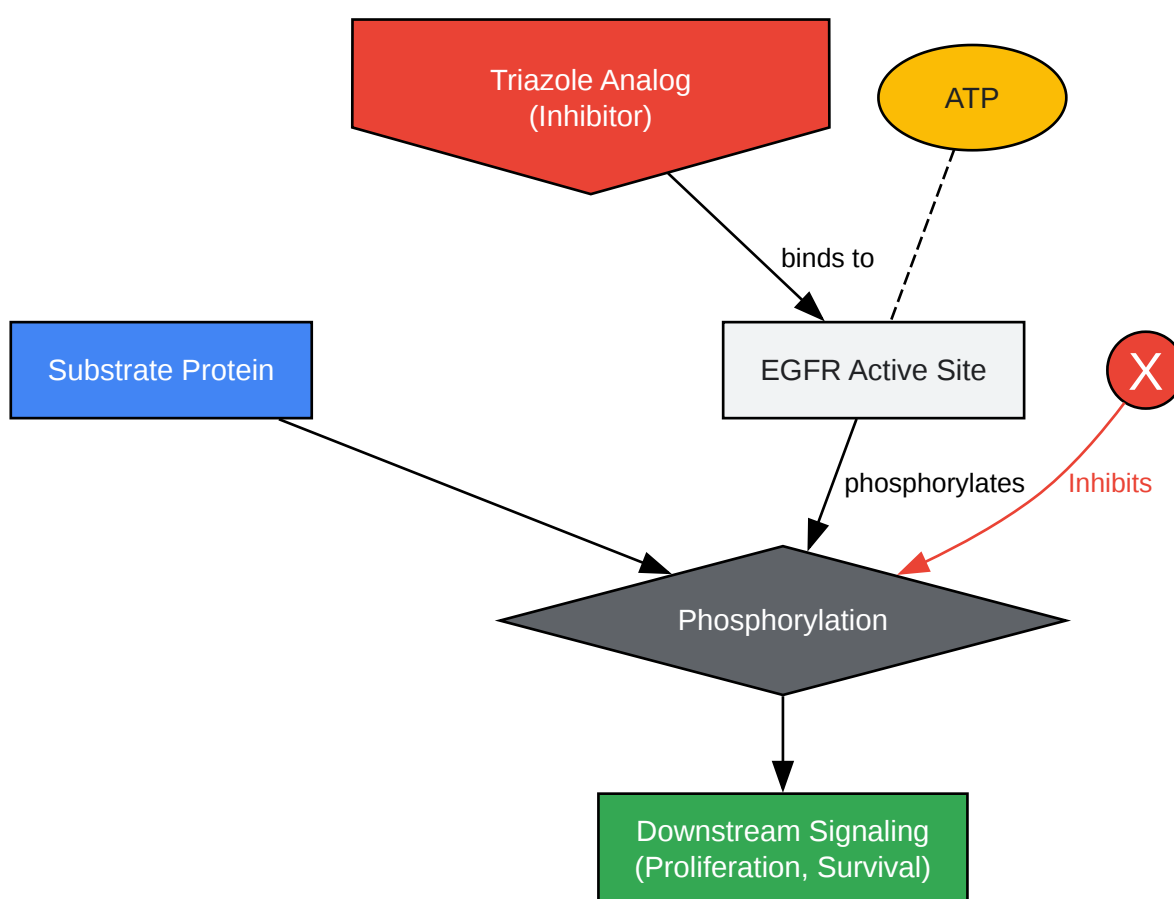 Triazole Analog
(Inhibitor)
ATP
binds to
Substrate Protein
EGFR Active Site
X
phosphorylates
Inhibits
Phosphorylation
Downstream Signaling
(Proliferation, Survival)